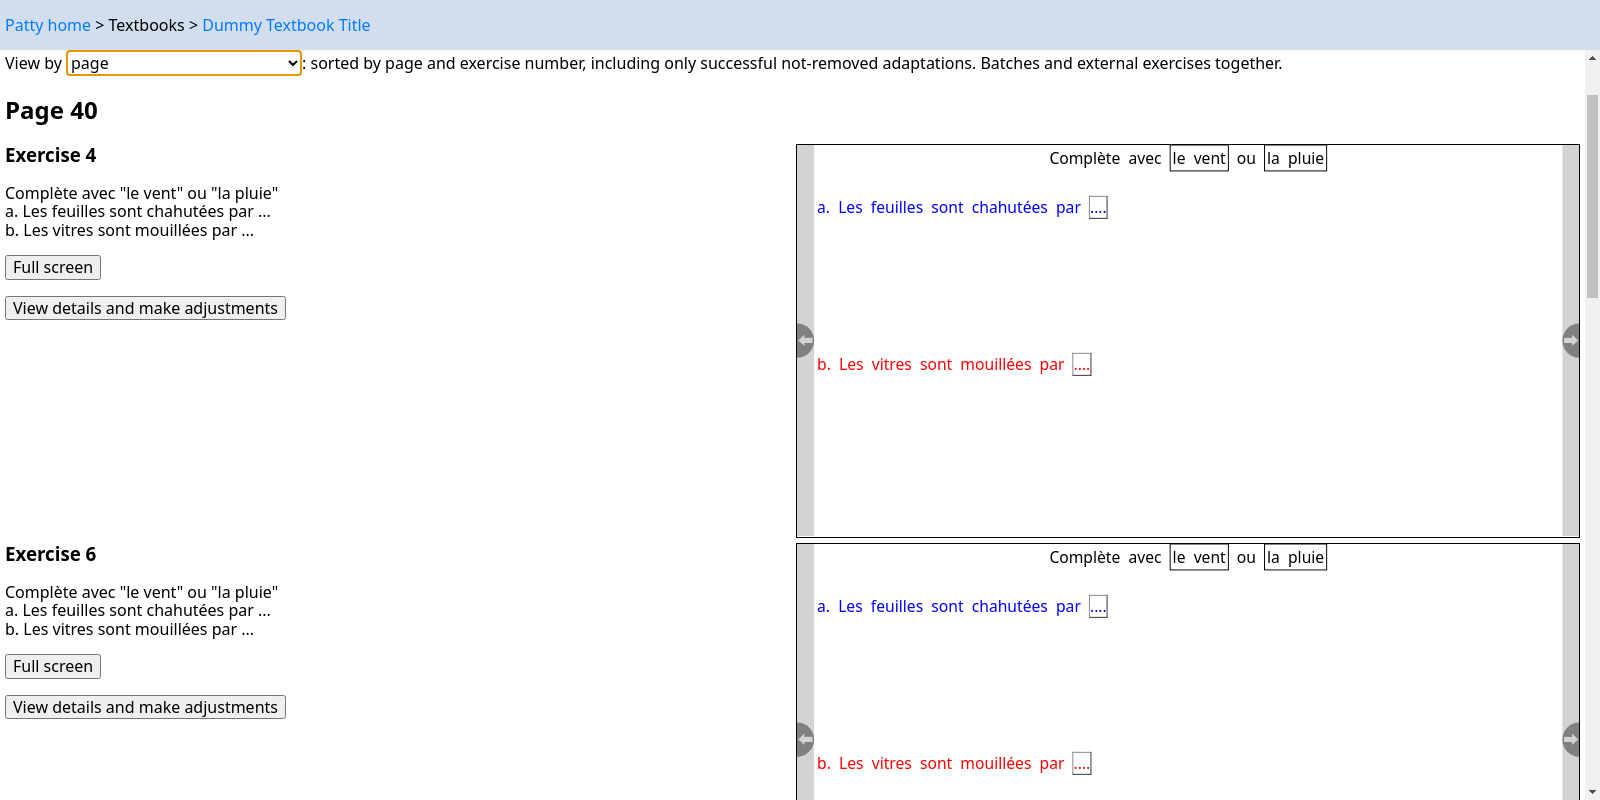 Patty home > Textbooks > Dummy Textbook Title
View by page : sorted by page and exercise number, including only successful not-removed adaptations. Batches and external exercises together.
Page 40
Exercise 4
Complète avec "le vent" ou "la pluie"
a. Les feuilles sont chahutées par ...
b. Les vitres sont mouillées par ...
Full screen
View details and make adjustments
Complète avec le vent ou la pluie
a. Les feuilles sont chahutées par ....
b. Les vitres sont mouillées par ....
Exercise 6
Complète avec "le vent" ou "la pluie"
a. Les feuilles sont chahutées par ...
b. Les vitres sont mouillées par ...
Full screen
View details and make adjustments
Complète avec le vent ou la pluie
a. Les feuilles sont chahutées par ....
b. Les vitres sont mouillées par ....